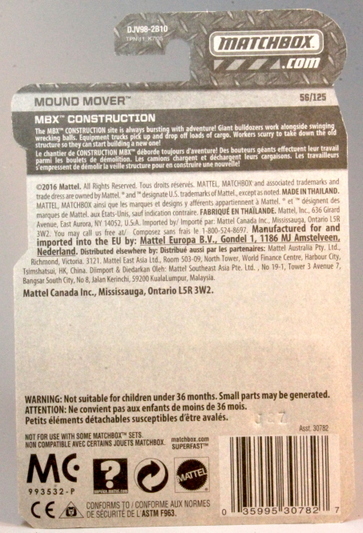 DJV98-2B10
MATCHBOX
.COM
MOUND MOVER™
56/125
MBX™ CONSTRUCTION
The MBX™ CONSTRUCTION site is always bursting with adventure! Giant bulldozers work alongside swinging
wrecking balls. Equipment trucks pick up and drop off loads of cargo. Workers scurry to take down the old
structure so they can start building a new one!
Le chantier de CONSTRUCTION MBX™ déborde toujours d'aventure! Des bouteurs géants effectuent leur travail
parmi les boulets de démolition. Les camions chargent et déchargent leurs cargaisons. Les travailleurs
s'empressent de démolir la veille structure pour en construire une nouvelle!
©2016 Mattel. All Rights Reserved. Tous droits réservés. MATTEL, MATCHBOX and associated trademarks and
trade dress are owned by Mattel. ® and ™ designate U.S. trademarks of Mattel, except as noted. MADE IN THAILAND.
MATTEL, MATCHBOX ainsi que les marques et designs y afférents appartiennent à Mattel. ® et ™ désignent des
marques de Mattel aux États-Unis, sauf indication contraire. FABRIQUÉ EN THAÏLANDE. Mattel, Inc., 636 Girard
Avenue, East Aurora, NY 14052, U.S.A. Imported by/ Importé par: Mattel Canada Inc., Mississauga, Ontario L5R
3W2. You may call us free at/ Composez sans frais le 1-800-524-8697. Manufactured for and
imported into the EU by: Mattel Europa B.V., Gondel 1, 1186 MJ Amstelveen,
Nederland. Distributed elsewhere by: Distribué aussi par les partenaires: Mattel Australia Pty. Ltd.,
Richmond, Victoria. 3121. Mattel East Asia Ltd., Room 503-09, North Tower, World Finance Centre, Harbour City,
Tsimshatsui, HK, China. Diimport & Diedarkan Oleh: Mattel Southeast Asia Pte. Ltd., No 19-1, Tower 3 Avenue 7,
Bangsar South City, No 8, Jalan Kerinchi, 59200 Kuala Lumpur, Malaysia.
Mattel Canada Inc., Mississauga, Ontario L5R 3W2.
WARNING: Not suitable for children under 36 months. Small parts may be generated.
ATTENTION: Ne convient pas aux enfants de moins de 36 mois.
Petits éléments détachables susceptibles d'être avalés.
NOT FOR USE WITH SOME MATCHBOX™ SETS.
NON COMPATIBLE AVEC CERTAINS JOUETS MATCHBOX.
matchbox.com
SUPERFAST™
Asst. 30782
MC
993532-P
MATTEL
CE
CONFORMS TO / CONFORME AUX NORMES
DE SÉCURITÉ DE L'ASTM F963.
0 35995 30782 7